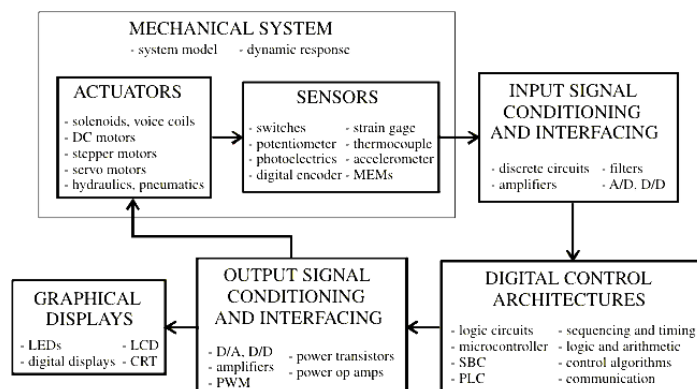 MECHANICAL SYSTEM
- system model - dynamic response
ACTUATORS
- solenoids, voice coils
- DC motors
- stepper motors
- servo motors
- hydraulics, pneumatics
SENSORS
- switches - strain gage
- potentiometer - thermocouple
- photoelectrics - accelerometer
- digital encoder - MEMs
INPUT SIGNAL
CONDITIONING
AND INTERFACING
- discrete circuits - filters
- amplifiers - A/D, D/D
OUTPUT SIGNAL
CONDITIONING
AND INTERFACING
- D/A, D/D - power transistors
- amplifiers - power op amps
- PWM
DIGITAL CONTROL
ARCHITECTURES
- logic circuits - sequencing and timing
- microcontroller - logic and arithmetic
- SBC - control algorithms
- PLC - communication
GRAPHICAL
DISPLAYS
- LEDs - LCD
- digital displays - CRT